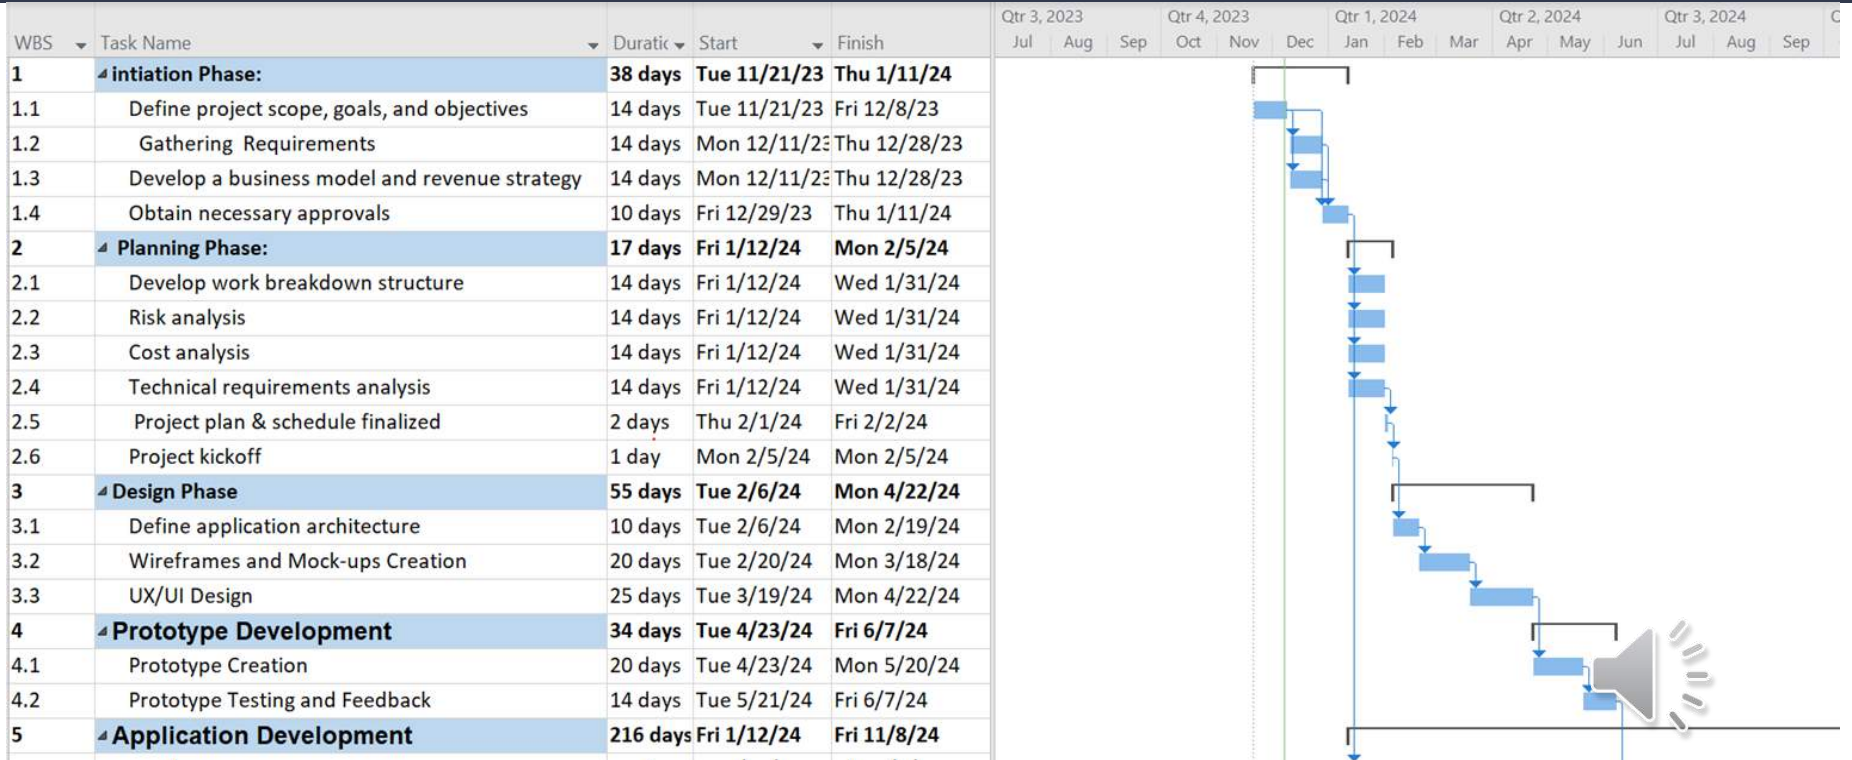 Qtr 3, 2023 Qtr 4, 2023 Qtr 1, 2024 Qtr 2, 2024 Qtr 3, 2024
WBS Task Name Duratic Start Finish Jul Aug Sep Oct Nov Dec Jan Feb Mar Apr May Jun Jul Aug Sep
1 intiation Phase: 38 days Tue 11/21/23 Thu 1/11/24
1.1 Define project scope, goals, and objectives 14 days Tue 11/21/23 Fri 12/8/23
1.2 Gathering Requirements 14 days Mon 12/11/23 Thu 12/28/23
1.3 Develop a business model and revenue strategy 14 days Mon 12/11/23 Thu 12/28/23
1.4 Obtain necessary approvals 10 days Fri 12/29/23 Thu 1/11/24
2 Planning Phase: 17 days Fri 1/12/24 Mon 2/5/24
2.1 Develop work breakdown structure 14 days Fri 1/12/24 Wed 1/31/24
2.2 Risk analysis 14 days Fri 1/12/24 Wed 1/31/24
2.3 Cost analysis 14 days Fri 1/12/24 Wed 1/31/24
2.4 Technical requirements analysis 14 days Fri 1/12/24 Wed 1/31/24
2.5 Project plan & schedule finalized 2 days Thu 2/1/24 Fri 2/2/24
2.6 Project kickoff 1 day Mon 2/5/24 Mon 2/5/24
3 Design Phase 55 days Tue 2/6/24 Mon 4/22/24
3.1 Define application architecture 10 days Tue 2/6/24 Mon 2/19/24
3.2 Wireframes and Mock-ups Creation 20 days Tue 2/20/24 Mon 3/18/24
3.3 UX/UI Design 25 days Tue 3/19/24 Mon 4/22/24
4 Prototype Development 34 days Tue 4/23/24 Fri 6/7/24
4.1 Prototype Creation 20 days Tue 4/23/24 Mon 5/20/24
4.2 Prototype Testing and Feedback 14 days Tue 5/21/24 Fri 6/7/24
5 Application Development 216 days Fri 1/12/24 Fri 11/8/24